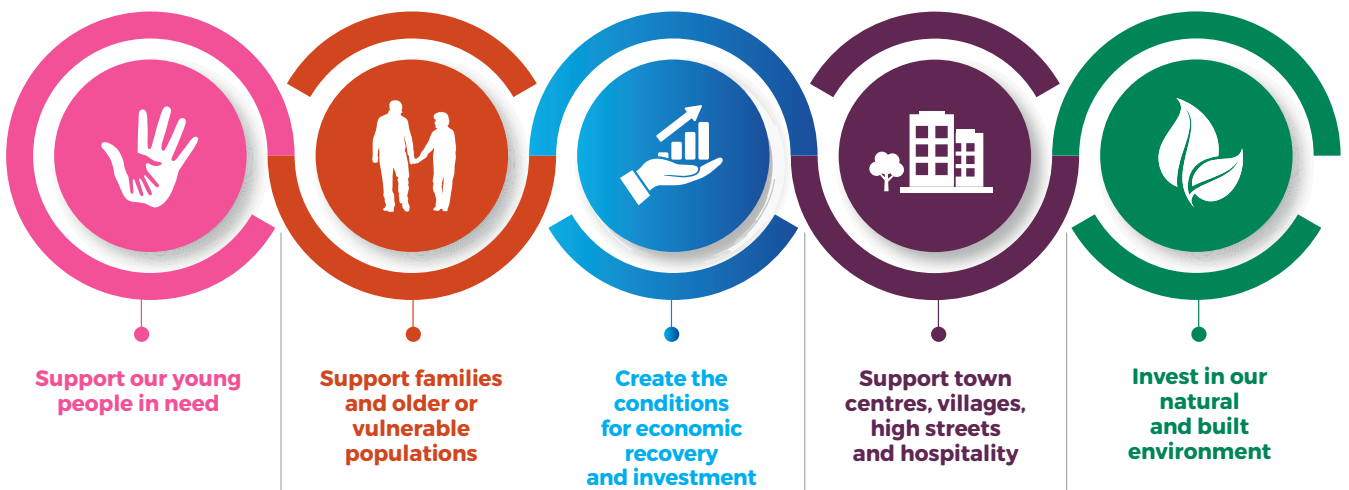 Support our young
people in need
Support families
and older or
vulnerable
populations
Create the
conditions
for economic
recovery
and investment
Support town
centres, villages,
high streets
and hospitality
Invest in our
natural
and built
environment